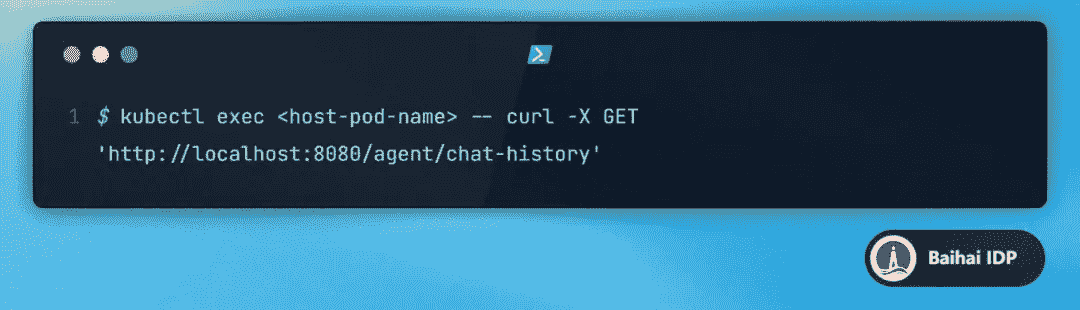 1 $ kubectl exec <host-pod-name> -- curl -X GET
'http://localhost:8080/agent/chat-history'
Baihai IDP